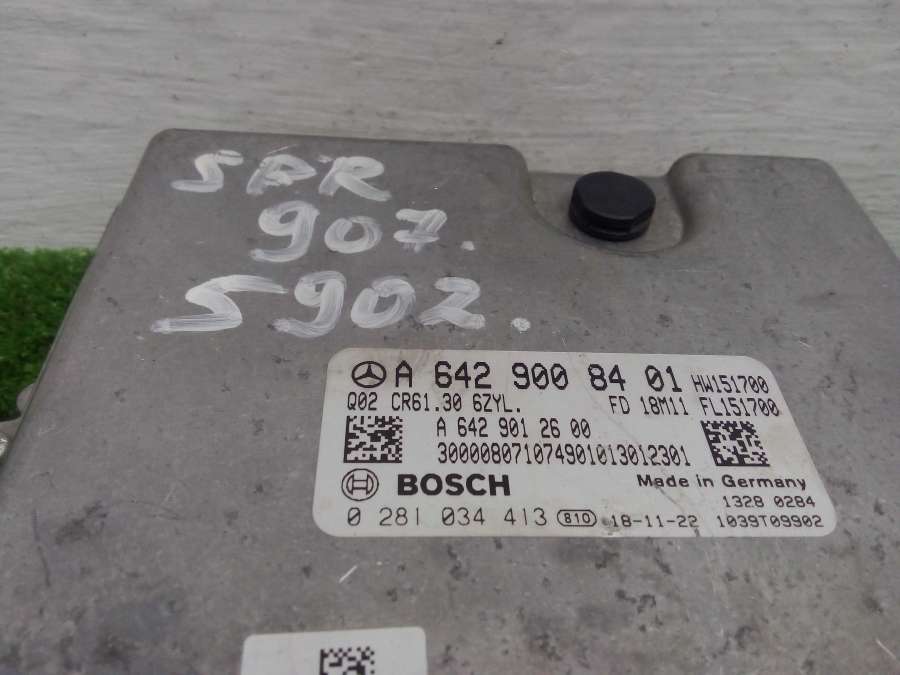 SPR
907.
S902.
A 642 900 84 01 HW151700
Q02 CR61.30 6ZYL. FD 18M11 FL151700
A 642 901 26 00
300008071074901013012301
BOSCH Made in Germany
1328 0284
0 281 034 413 810 18-11-22 1039T09902